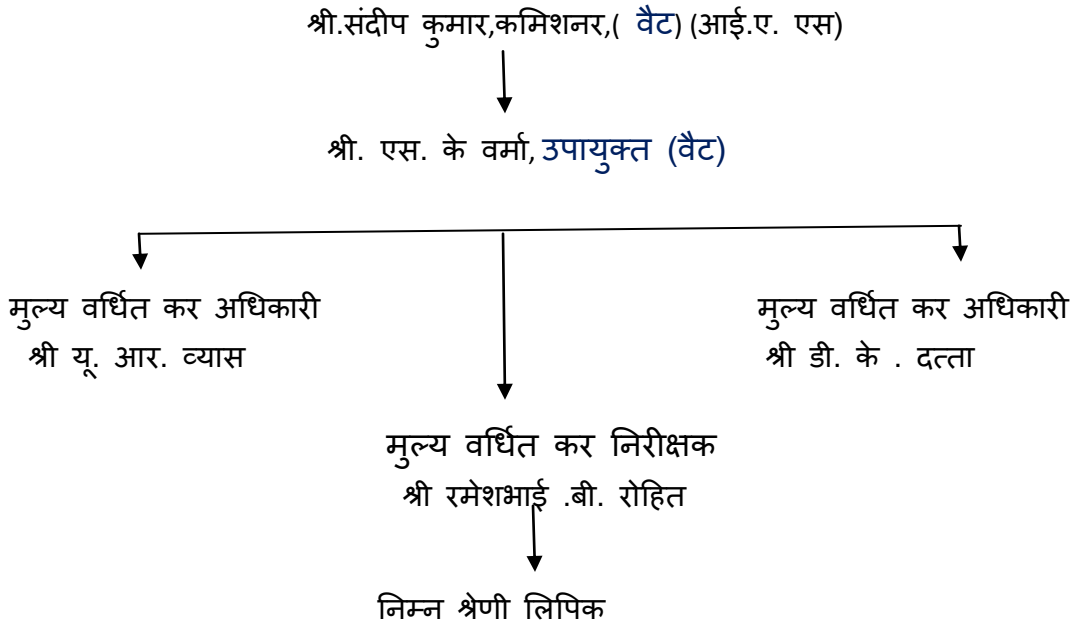 श्री.संदीप कुमार,कमिशनर,( वैट) (आई.ए. एस)
श्री. एस. के वर्मा, उपायुक्त (वैट)
मुल्य वर्धित कर अधिकारी
श्री यू. आर. व्यास
मुल्य वर्धित कर अधिकारी
श्री डी. के . दत्ता
मुल्य वर्धित कर निरीक्षक
श्री रमेशभाई .बी. रोहित
निम्न श्रेणी लिपिक